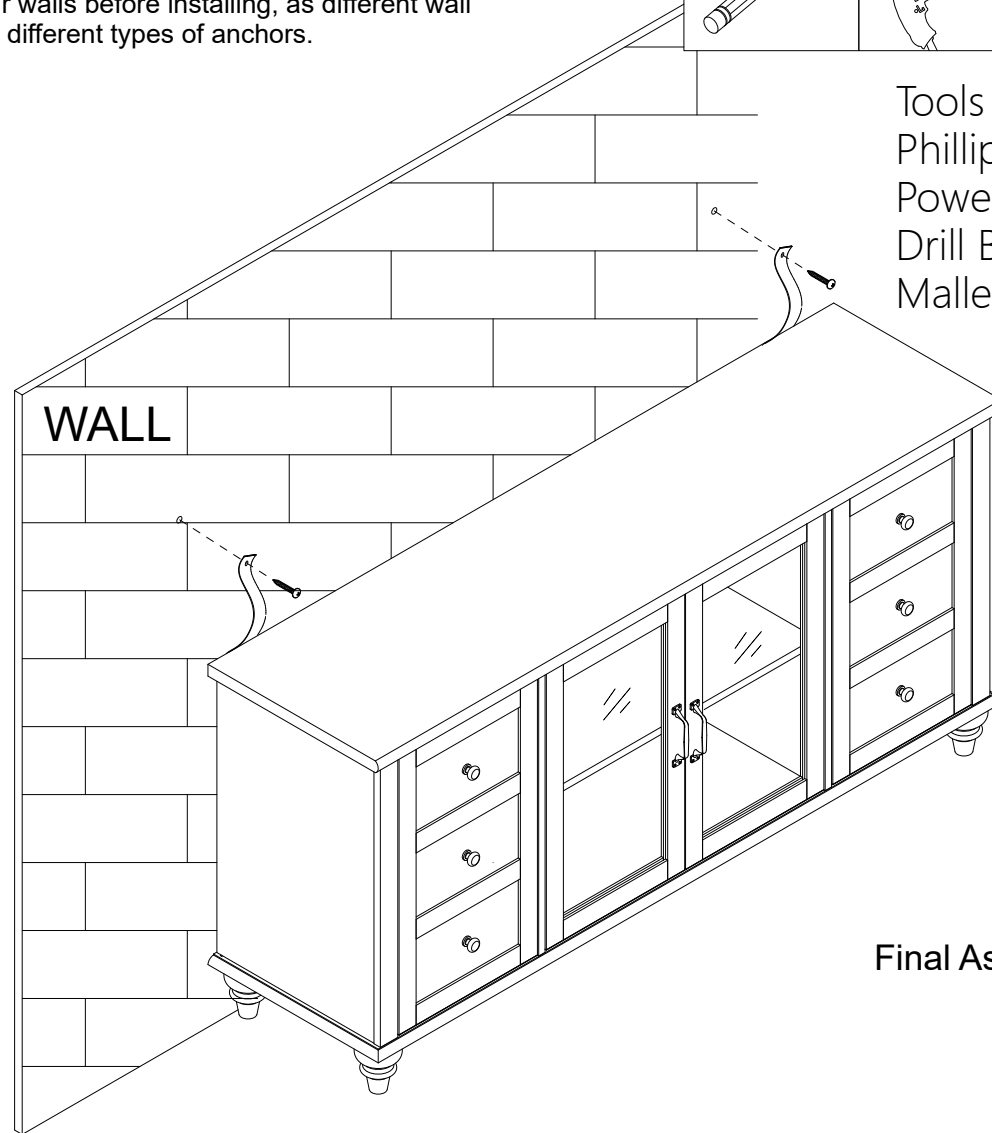 r walls before installing, as different wall
different types of anchors.
Tools
Phillip
Powe
Drill
Malle
WALL
Final As